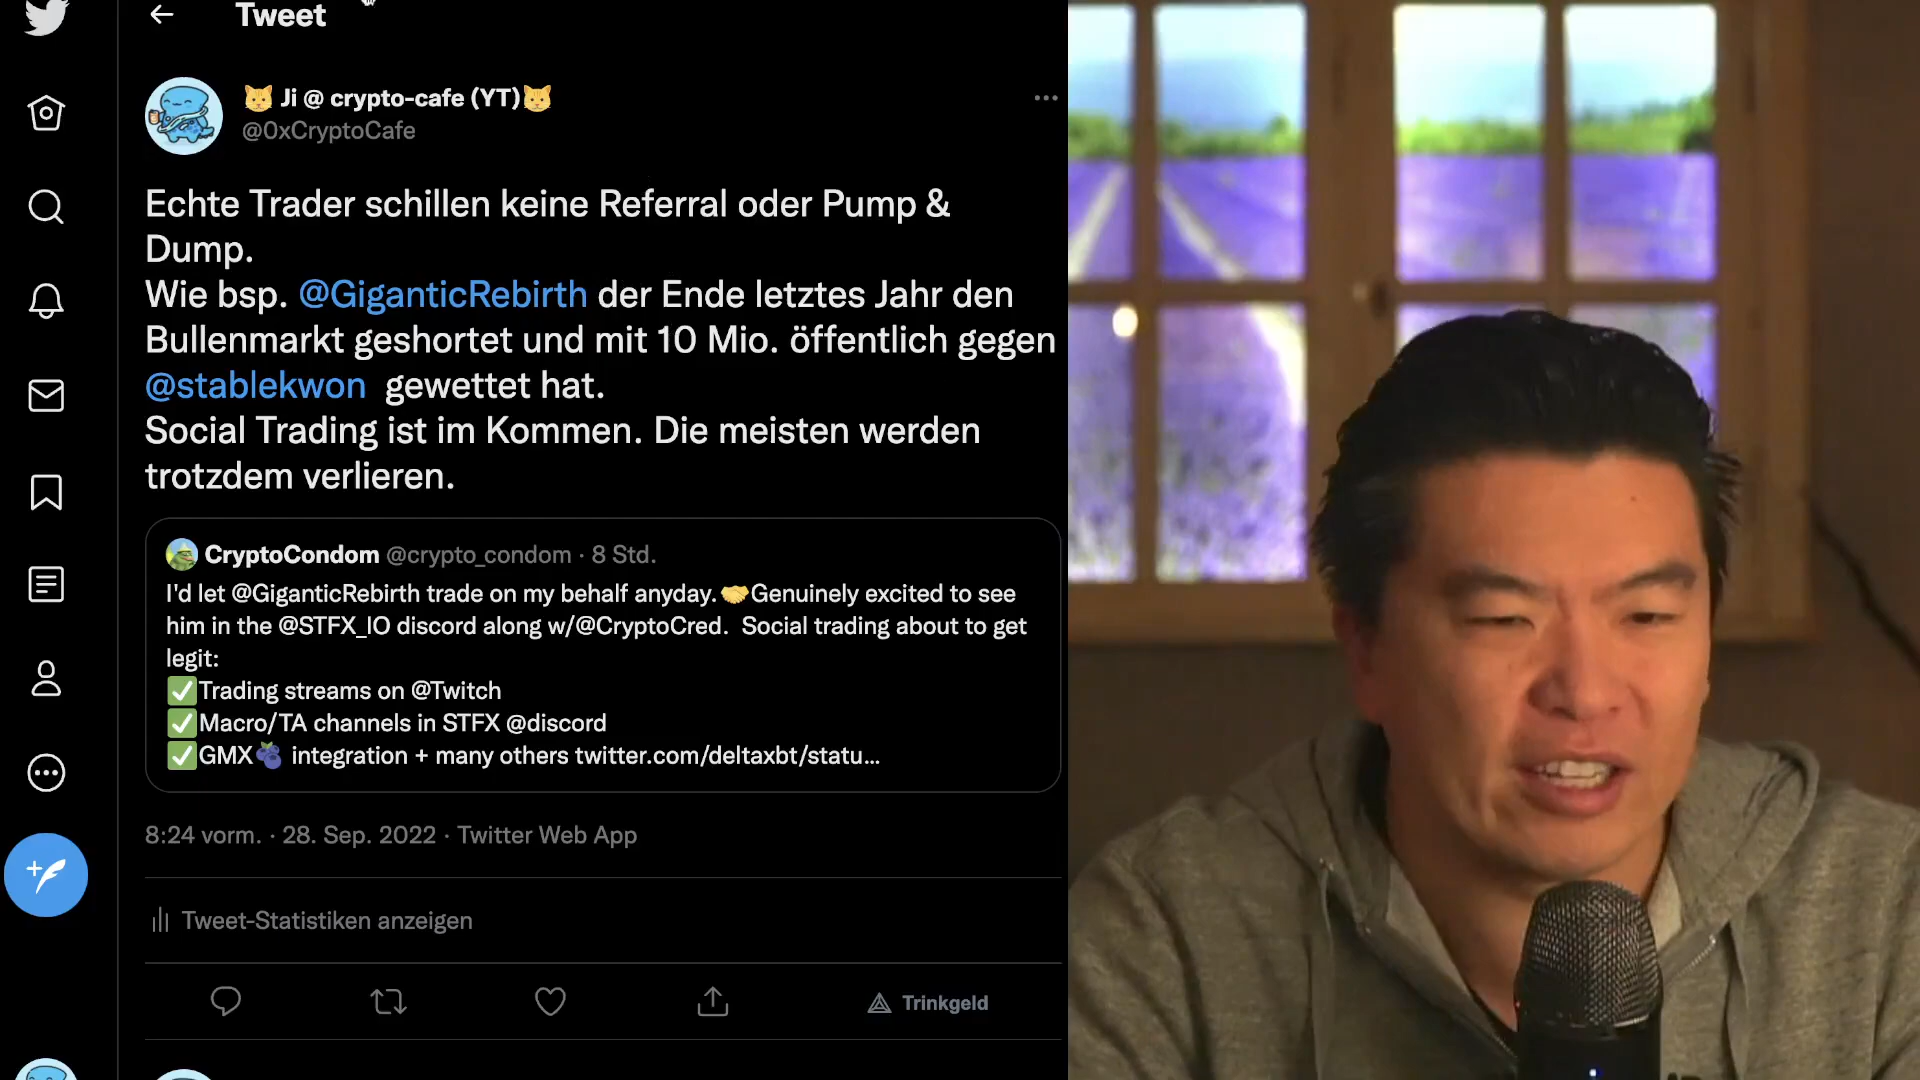 Tweet
🐱 Ji @ crypto-cafe (YT)🐱
@0xCryptoCafe
Echte Trader schillen keine Referral oder Pump &
Dump.
Wie bsp. @GiganticRebirth der Ende letztes Jahr den
Bullenmarkt geshortet und mit 10 Mio. öffentlich gegen
@stablekwon gewettet hat.
Social Trading ist im Kommen. Die meisten werden
trotzdem verlieren.
CryptoCondom @crypto_condom · 8 Std.
I'd let @GiganticRebirth trade on my behalf anyday.🤝Genuinely excited to see
him in the @STFX_IO discord along w/@CryptoCred. Social trading about to get
legit:
✅Trading streams on @Twitch
✅Macro/TA channels in STFX @discord
✅GMX🫐 integration + many others twitter.com/deltaxbt/statu...
8:24 vorm. · 28. Sep. 2022 · Twitter Web App
Tweet-Statistiken anzeigen
Trinkgeld